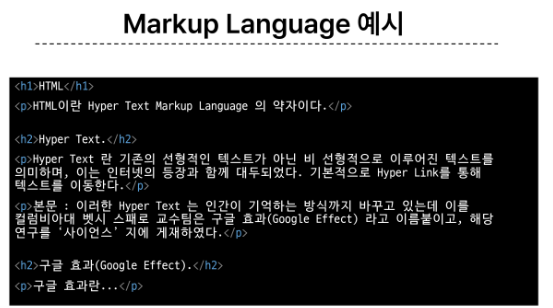 Markup Language 예시
<h1>HTML</h1>
<p>HTML이란 Hyper Text Markup Language 의 약자이다.</p>
<h2>Hyper Text.</h2>
<p>Hyper Text 란 기존의 선형적인 텍스트가 아닌 비 선형적으로 이루어진 텍스트를
의미하며, 이는 인터넷의 등장과 함께 대두되었다. 기본적으로 Hyper Link를 통해
텍스트를 이동한다.</p>
<p>본문 : 이러한 Hyper Text 는 인간이 기억하는 방식까지 바꾸고 있는데 이를
컬럼비아대 벳시 스패로 교수팀은 구글 효과(Google Effect) 라고 이름붙이고, 해당
연구를 ‘사이언스’ 지에 게재하였다.</p>
<h2>구글 효과(Google Effect).</h2>
<p>구글 효과란...</p>